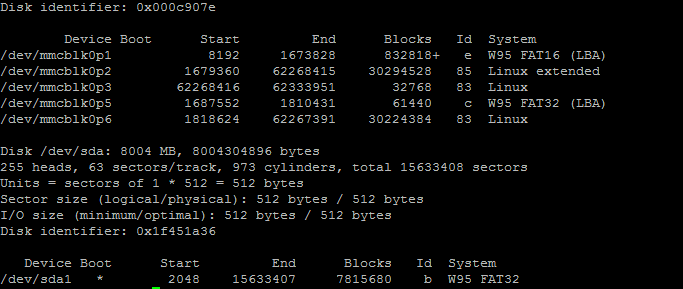 Disk identifier: 0x000c907e
Device Boot Start End Blocks Id System
/dev/mmcblk0p1 8192 1673828 832818+ e W95 FAT16 (LBA)
/dev/mmcblk0p2 1679360 62268415 30294528 85 Linux extended
/dev/mmcblk0p3 62268416 62333951 32768 83 Linux
/dev/mmcblk0p5 1687552 1810431 61440 c W95 FAT32 (LBA)
/dev/mmcblk0p6 1818624 62267391 30224384 83 Linux
Disk /dev/sda: 8004 MB, 8004304896 bytes
255 heads, 63 sectors/track, 973 cylinders, total 15633408 sectors
Units = sectors of 1 * 512 = 512 bytes
Sector size (logical/physical): 512 bytes / 512 bytes
I/O size (minimum/optimal): 512 bytes / 512 bytes
Disk identifier: 0x1f451a36
Device Boot Start End Blocks Id System
/dev/sda1 * 2048 15633407 7815680 b W95 FAT32